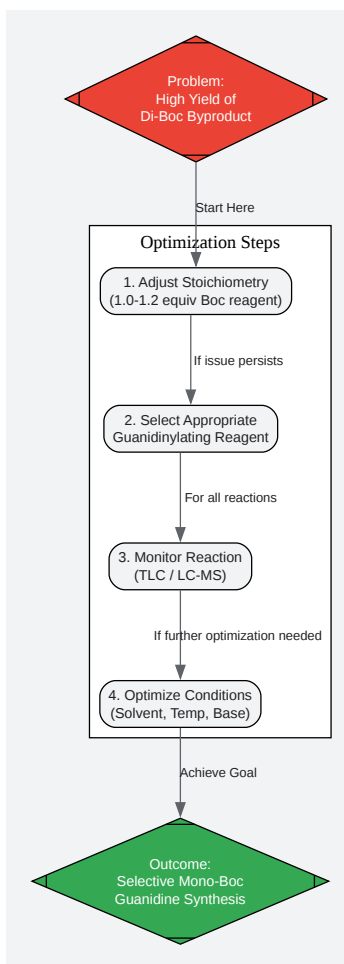 Problem:
High Yield of
Di-Boc Byproduct
Start Here
Optimization Steps
1. Adjust Stoichiometry
(1.0-1.2 equiv Boc reagent)
If issue persists
2. Select Appropriate
Guanidinylating Reagent
For all reactions
3. Monitor Reaction
(TLC / LC-MS)
If further optimization needed
4. Optimize Conditions
(Solvent, Temp, Base)
Achieve Goal
Outcome:
Selective Mono-Boc
Guanidine Synthesis